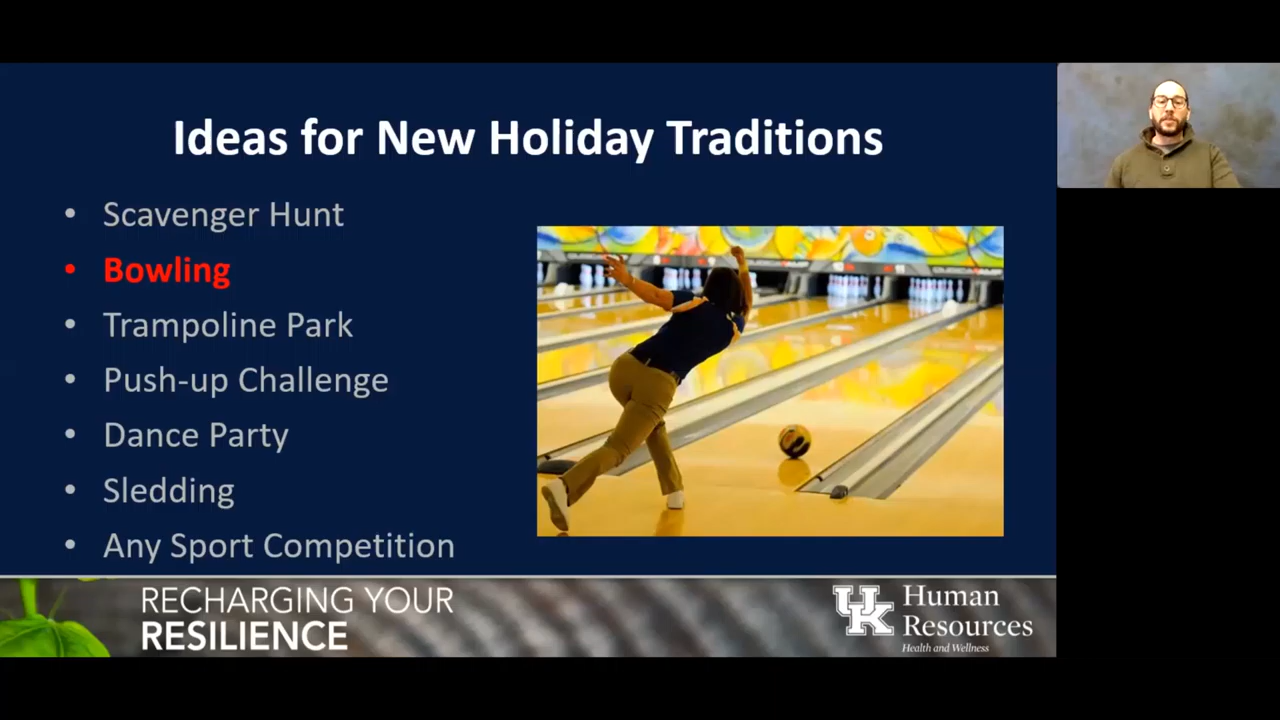 Ideas for New Holiday Traditions
• Scavenger Hunt
• Bowling
• Trampoline Park
• Push-up Challenge
• Dance Party
• Sledding
• Any Sport Competition
RECHARGING YOUR
RESILIENCE
UK
Human
Resources
Health and Wellness